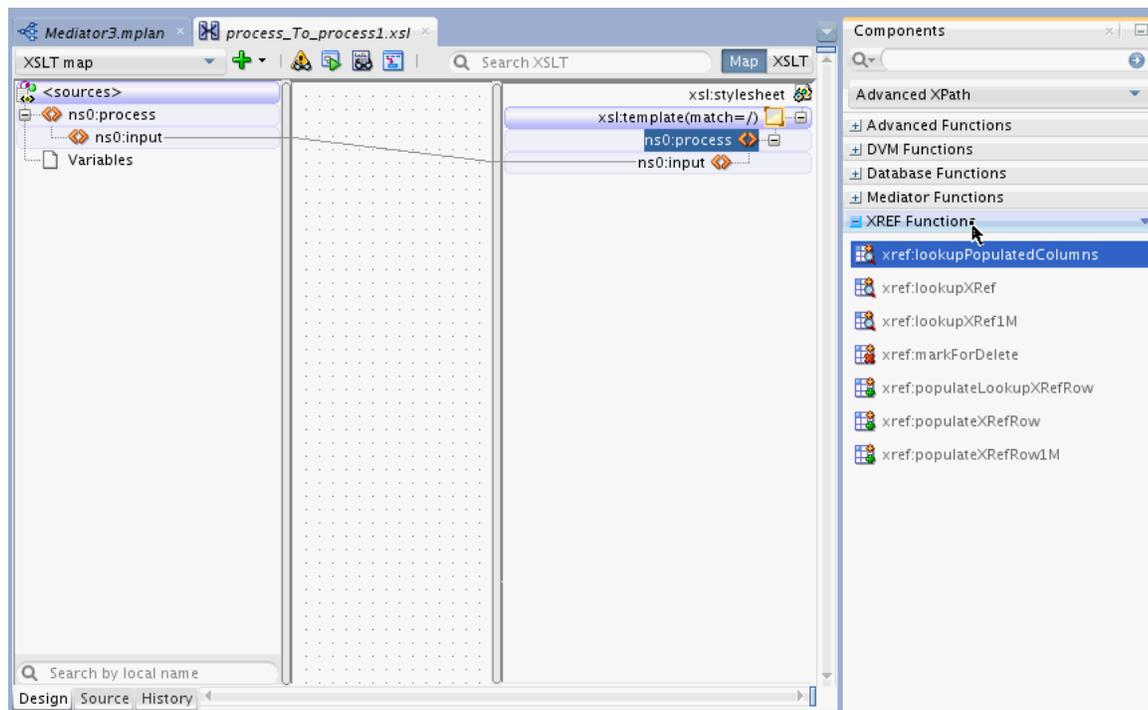 Mediator3.mplan
process_To_process1.xsl
XSLT map
Search XSLT
Map
XSLT
<sources>
ns0:process
ns0:input
Variables
xsl:stylesheet
xsl:template(match=/)
ns0:process
ns0:input
Search by local name
Design
Source
History
Components
Advanced XPath
Advanced Functions
DVM Functions
Database Functions
Mediator Functions
XREF Functions
xref:lookupPopulatedColumns
xref:lookupXRef
xref:lookupXRef1M
xref:markForDelete
xref:populateLookupXRefRow
xref:populateXRefRow
xref:populateXRefRow1M